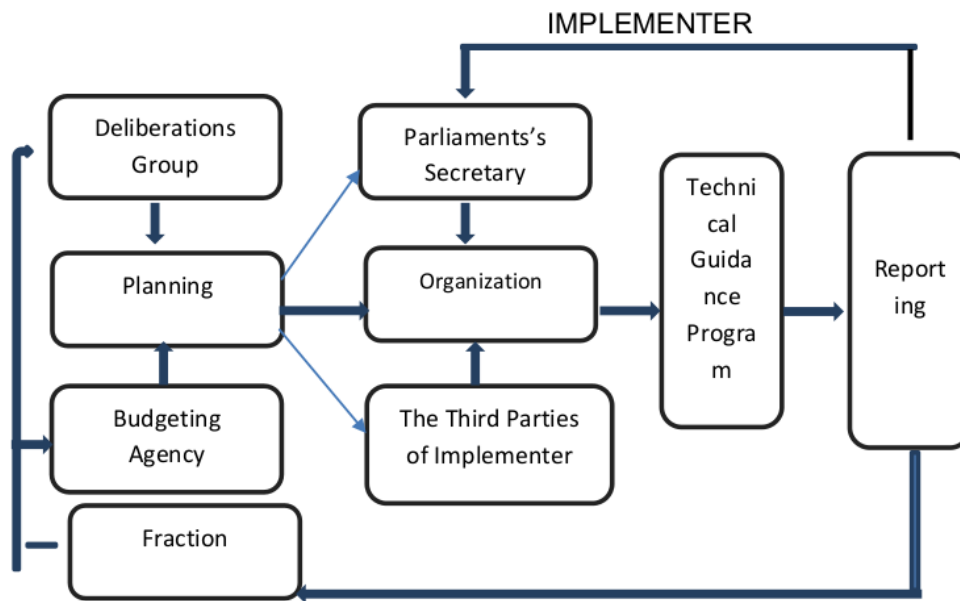 IMPLEMENTER
Deliberations
Group
Parliaments's
Secretary
Techni
cal
Guida
nce
Progra
m
Report
ing
Planning
Organization
Budgeting
Agency
The Third Parties
of Implementer
Fraction